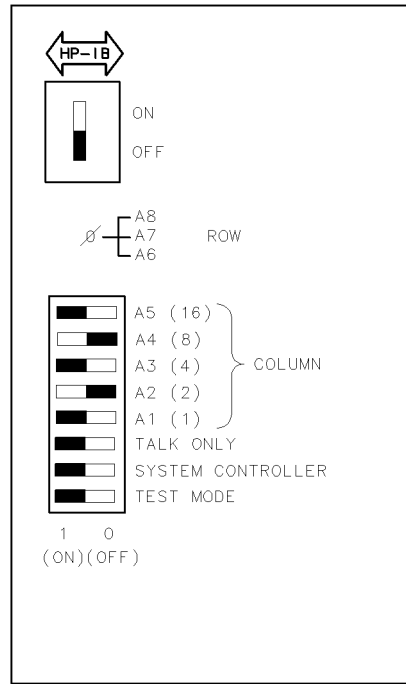 HP-IB
ON
OFF
A8
0 A7 ROW
A6
A5 (16)
A4 (8)
A3 (4) COLUMN
A2 (2)
A1 (1)
TALK ONLY
SYSTEM CONTROLLER
TEST MODE
1 0
(ON)(OFF)